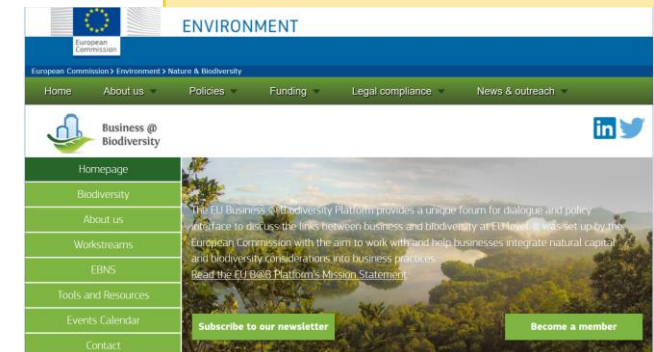 ENVIRONMENT
European
Commission
European Commission > Environment > Nature & Biodiversity
Home About us Policies Funding Legal compliance News & outreach
Business @
Biodiversity
in
Homepage
Biodiversity
About us
Workstreams
EBNS
Tools and Resources
Events Calendar
Contact
The EU Business @ Biodiversity Platform provides a unique forum for dialogue and policy
interface to discuss the links between business and biodiversity at EU level. It was set up by the
European Commission with the aim to work with and help businesses integrate natural capital
and biodiversity considerations into business practices.
Read the EU B@B Platform's Mission Statement.
Subscribe to our newsletter
Become a member